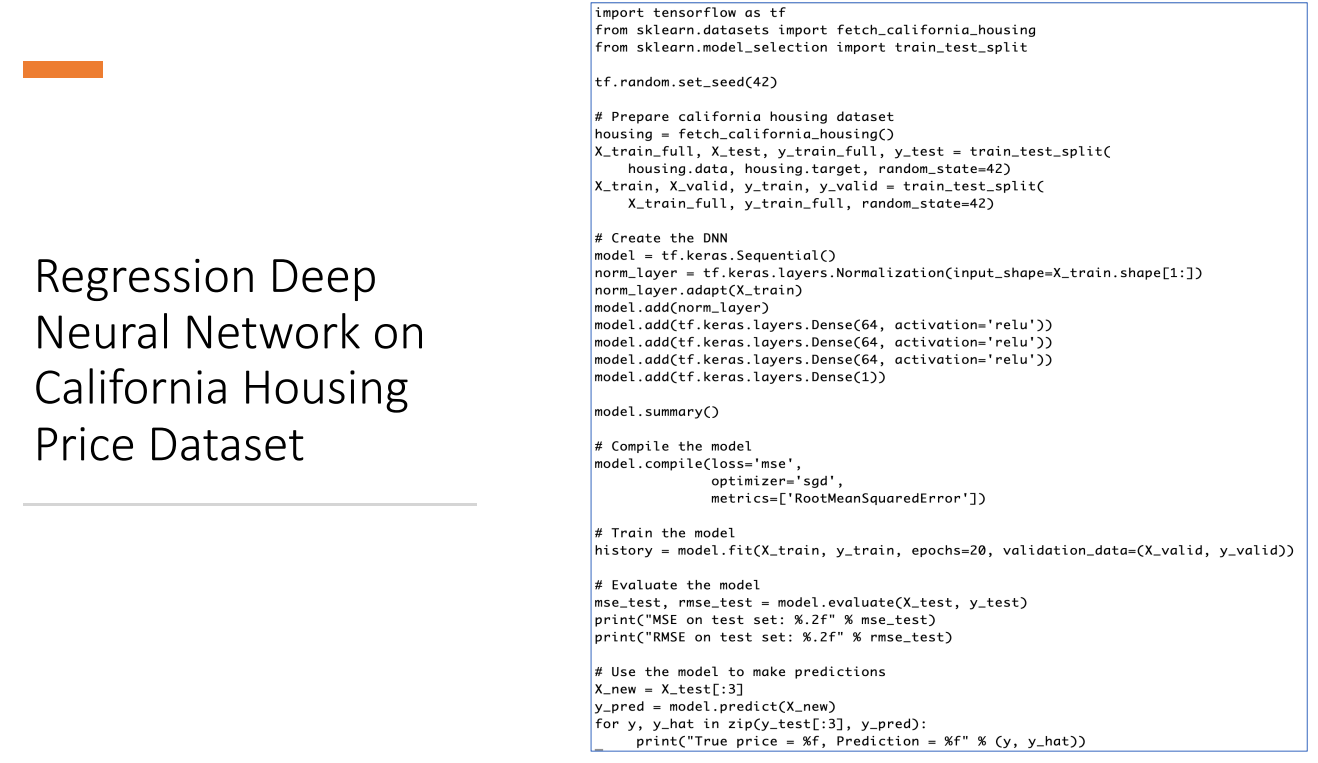 Regression Deep
Neural Network on
California Housing
Price Dataset
import tensorflow as tf
from sklearn.datasets import fetch_california_housing
from sklearn.model_selection import train_test_split
tf.random.set_seed(42)
# Prepare california housing dataset
housing = fetch_california_housing()
X_train_full, X_test, y_train_full, y_test = train_test_split(
    housing.data, housing.target, random_state=42)
X_train, X_valid, y_train, y_valid = train_test_split(
    X_train_full, y_train_full, random_state=42)
# Create the DNN
model = tf.keras.Sequential()
norm_layer = tf.keras.layers.Normalization(input_shape=X_train.shape[1:])
norm_layer.adapt(X_train)
model.add(norm_layer)
model.add(tf.keras.layers.Dense(64, activation='relu'))
model.add(tf.keras.layers.Dense(64, activation='relu'))
model.add(tf.keras.layers.Dense(64, activation='relu'))
model.add(tf.keras.layers.Dense(1))
model.summary()
# Compile the model
model.compile(loss='mse',
              optimizer='sgd',
              metrics=['RootMeanSquaredError'])
# Train the model
history = model.fit(X_train, y_train, epochs=20, validation_data=(X_valid, y_valid))
# Evaluate the model
mse_test, rmse_test = model.evaluate(X_test, y_test)
print("MSE on test set: %.2f" % mse_test)
print("RMSE on test set: %.2f" % rmse_test)
# Use the model to make predictions
X_new = X_test[:3]
y_pred = model.predict(X_new)
for y, y_hat in zip(y_test[:3], y_pred):
_    print("True price = %f, Prediction = %f" % (y, y_hat))